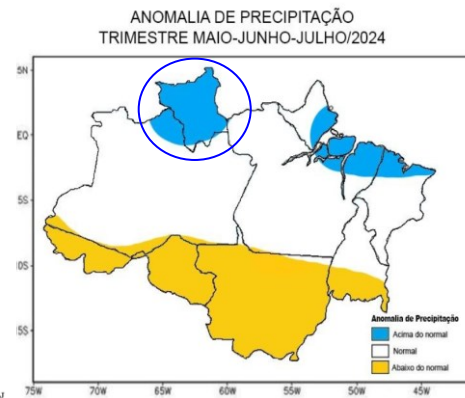 ANOMALIA DE PRECIPITAÇÃO
TRIMESTRE MAIO-JUNHO-JULHO/2024
5N
EQ
5S
10S
5S
Anomalia de Precipitação
Acima do normal
Normal
Abaixo do normal
75W 70W 65W 60W 55W 50W 45W